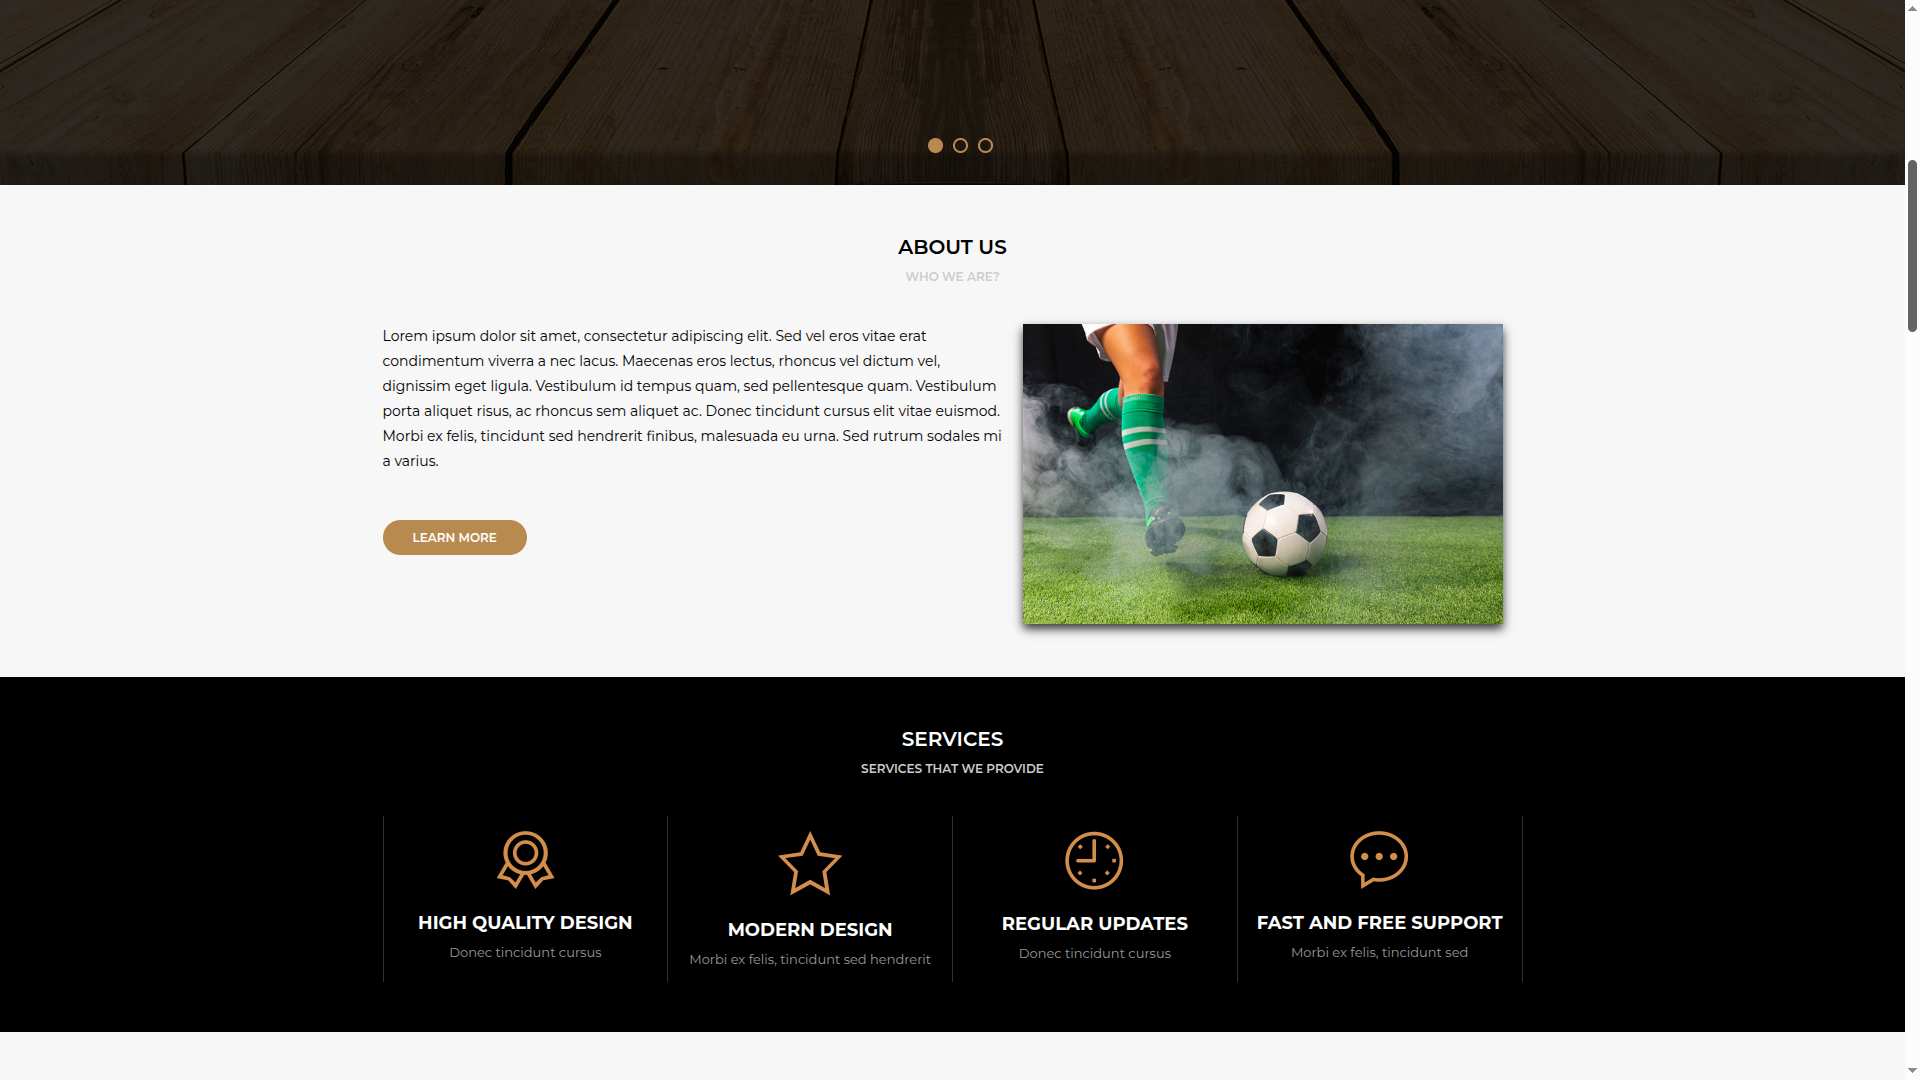 ABOUT US
WHO WE ARE?
Lorem ipsum dolor sit amet, consectetur adipiscing elit. Sed vel eros vitae erat
condimentum viverra a nec lacus. Maecenas eros lectus, rhoncus vel dictum vel,
dignissim eget ligula. Vestibulum id tempus quam, sed pellentesque quam. Vestibulum
porta aliquet risus, ac rhoncus sem aliquet ac. Donec tincidunt cursus elit vitae euismod.
Morbi ex felis, tincidunt sed hendrerit finibus, malesuada eu urna. Sed rutrum sodales mi
a varius.
LEARN MORE
SERVICES
SERVICES THAT WE PROVIDE
HIGH QUALITY DESIGN
Donec tincidunt cursus
MODERN DESIGN
Morbi ex felis, tincidunt sed hendrerit
REGULAR UPDATES
Donec tincidunt cursus
FAST AND FREE SUPPORT
Morbi ex felis, tincidunt sed